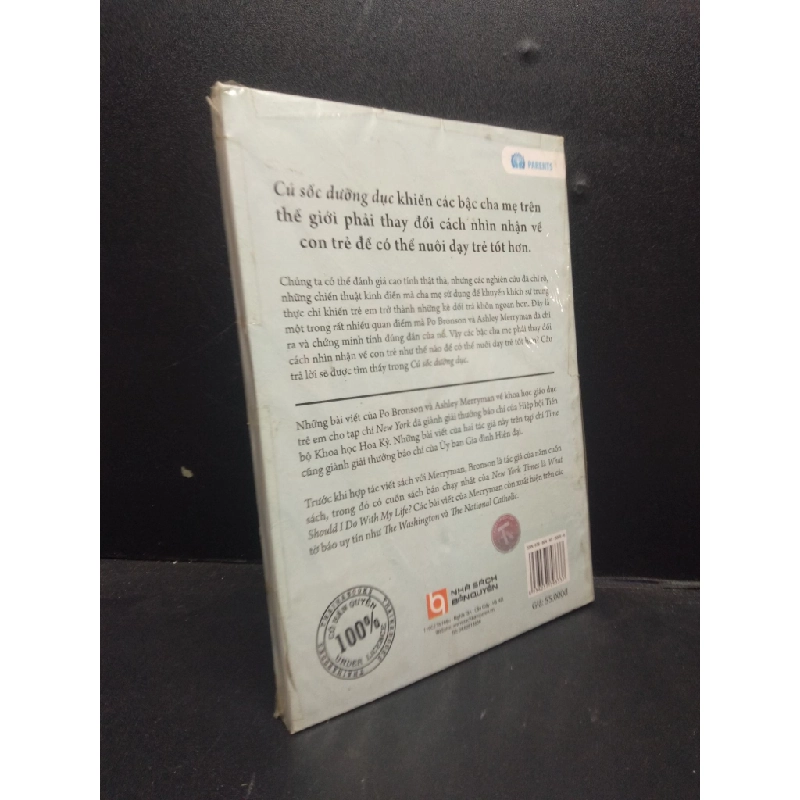 PARENTS
Cú sốc dưỡng dục khiến các bậc cha mẹ trên
thế giới phải thay đổi cách nhìn nhận về
con trẻ để có thể nuôi dạy trẻ tốt hơn.
Chúng ta có thể đánh giá cao tính thật thà, nhưng các nghiên cứu đã chỉ rõ,
những chiến thuật kinh điển mà cha mẹ sử dụng để khuyến khích sự trung
thực chỉ khiến trẻ em trở thành những kẻ dối trá khôn ngoan hơn. Đây là
một trong rất nhiều quan điểm mà Po Bronson và Ashley Merryman đã chỉ
ra và chứng minh tính đúng đắn của nó. Vậy các bậc cha mẹ phải thay đổi
cách nhìn nhận về con trẻ như thế nào để có thể nuôi dạy trẻ tốt hơn? Câu
trả lời sẽ được tìm thấy trong Cú sốc dưỡng dục.
Những bài viết của Po Bronson và Ashley Merryman về khoa học giáo dục
trẻ em cho tạp chí New York đã giành giải thưởng báo chí của Hiệp hội Tiến
bộ Khoa học Hoa Kỳ. Những bài viết của hai tác giả này trên tạp chí Time
cũng giành giải thưởng báo chí của Ủy ban Gia đình Hiện đại.
Trước khi hợp tác viết sách với Merryman, Bronson là tác giả của năm cuốn
sách, trong đó có cuốn sách bán chạy nhất của New York Times là What
Should I Do With My Life? Các bài viết của Merryman còn xuất hiện trên các
tờ báo uy tín như The Washington và The National Catholic.
THAIHABOOKS
CÓ BẢN QUYỀN
100%
UNDER LICENCE
THAIHABOOKS
NHÀ SÁCH
BẢN QUYỀN
Giá: 55.000đ